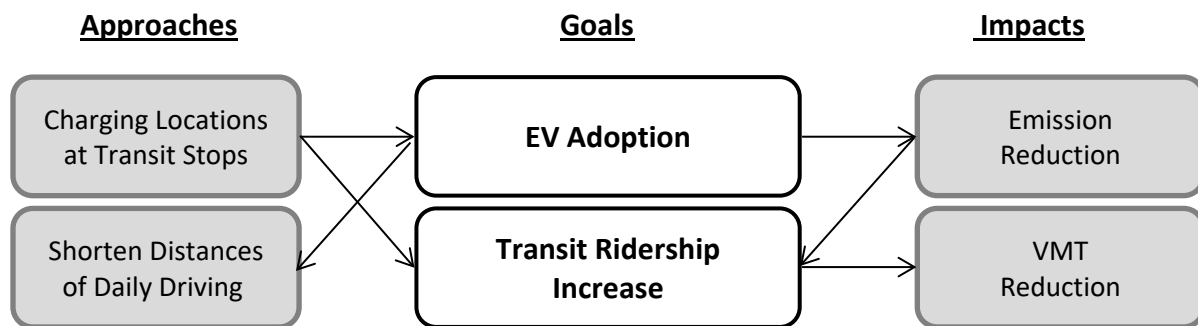 Approaches
Goals
Impacts
Charging Locations
at Transit Stops
EV Adoption
Emission
Reduction
Shorten Distances
of Daily Driving
Transit Ridership
Increase
VMT
Reduction